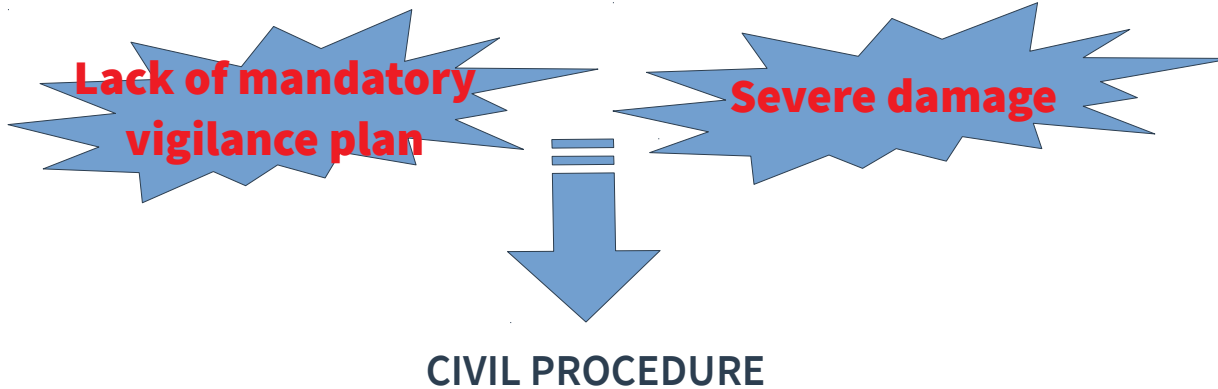 Lack of mandatory
vigilance plan
Severe damage
CIVIL PROCEDURE